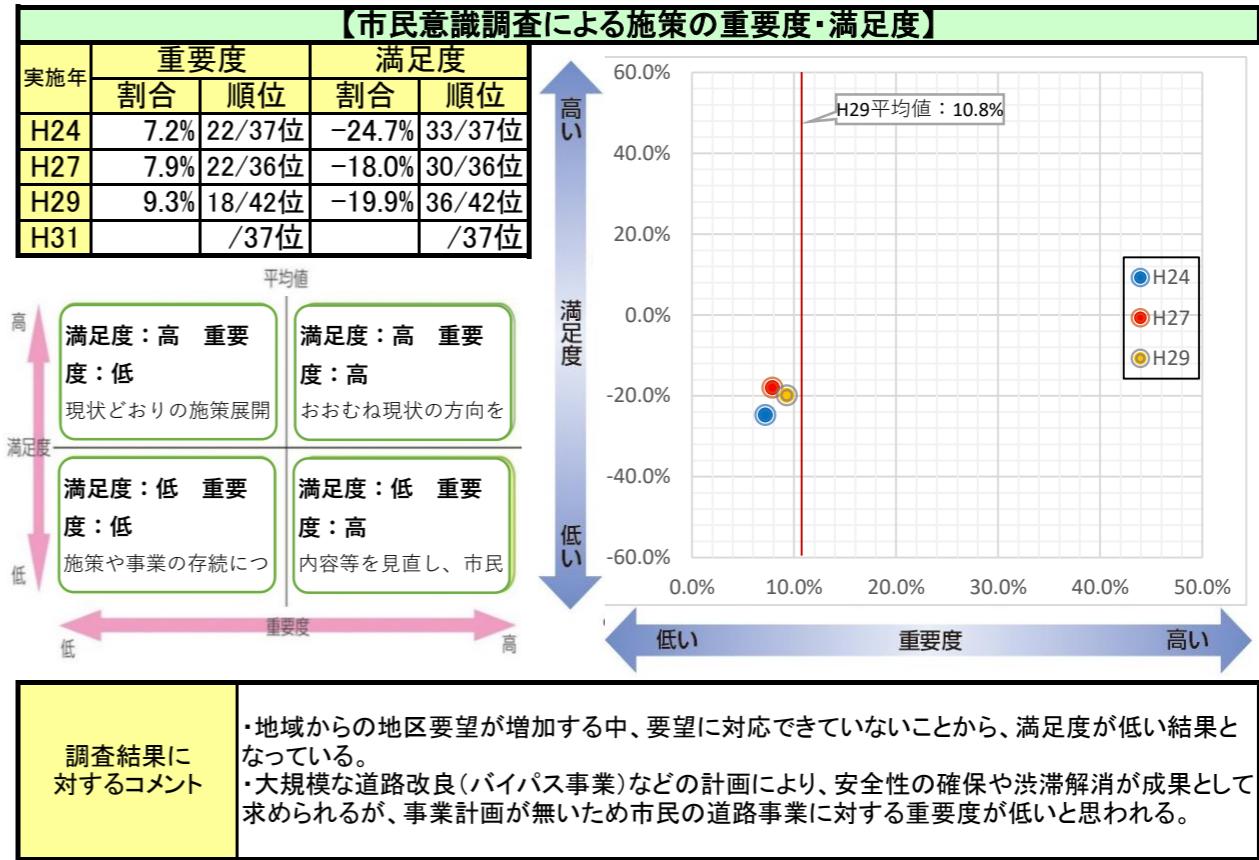 【市民意識調査による施策の重要度・満足度】
実施年 重要度 満足度
割合 順位 割合 順位
H24 7.2% 22/37位 −24.7% 33/37位
H27 7.9% 22/36位 −18.0% 30/36位
H29 9.3% 18/42位 −19.9% 36/42位
H31 /37位 /37位
平均値
高
満足度：高　重要
度：低
現状どおりの施策展開
満足度：高　重要
度：高
おおむね現状の方向を
満足度
満足度：低　重要
度：低
施策や事業の存続につ
満足度：低　重要
度：高
内容等を見直し、市民
低
重要度
低
高
高い
満足度
低い
60.0%
40.0%
20.0%
0.0%
-20.0%
-40.0%
-60.0%
H29平均値：10.8%
H24
H27
H29
0.0% 10.0% 20.0% 30.0% 40.0% 50.0%
低い 重要度 高い
調査結果に
対するコメント
・地域からの地区要望が増加する中、要望に対応できていないことから、満足度が低い結果と
なっている。
・大規模な道路改良（バイパス事業）などの計画により、安全性の確保や渋滞解消が成果として
求められるが、事業計画が無いため市民の道路事業に対する重要度が低いと思われる。